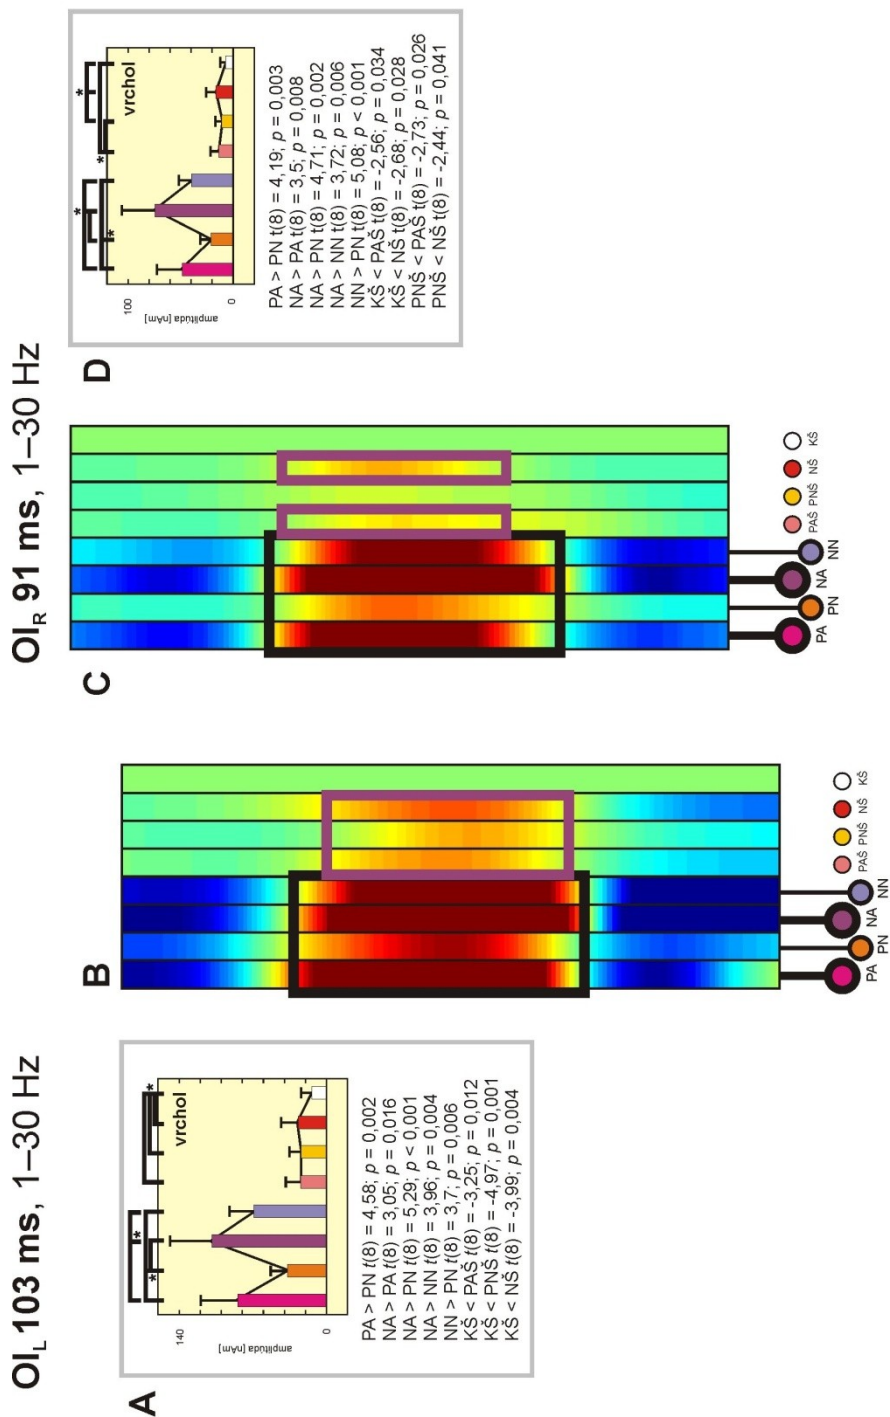 OI_L 103 ms, 1–30 Hz
A
140
0
amplitúda [nAm]
vrchol
*
*
*
PA > PN t(8) = 4,58; p = 0,002
NA > PA t(8) = 3,05; p = 0,016
NA > PN t(8) = 5,29; p < 0,001
NA > NN t(8) = 3,96; p = 0,004
NN > PN t(8) = 3,7; p = 0,006
KŠ < PAŠ t(8) = -3,25; p = 0,012
KŠ < PNŠ t(8) = -4,97; p = 0,001
KŠ < NŠ t(8) = -3,99; p = 0,004
B
PA PN NA NN
PAŠ PNŠ NŠ KŠ
OI_R 91 ms, 1–30 Hz
C
PA PN NA NN
PAŠ PNŠ NŠ KŠ
D
100
0
amplitúda [nAm]
vrchol
*
*
*
*
PA > PN t(8) = 4,19; p = 0,003
NA > PA t(8) = 3,5; p = 0,008
NA > PN t(8) = 4,71; p = 0,002
NA > NN t(8) = 3,72; p = 0,006
NN > PN t(8) = 5,08; p < 0,001
KŠ < PAŠ t(8) = -2,56; p = 0,034
KŠ < NŠ t(8) = -2,68; p = 0,028
PNŠ < PAŠ t(8) = -2,73; p = 0,026
PNŠ < NŠ t(8) = -2,44; p = 0,041